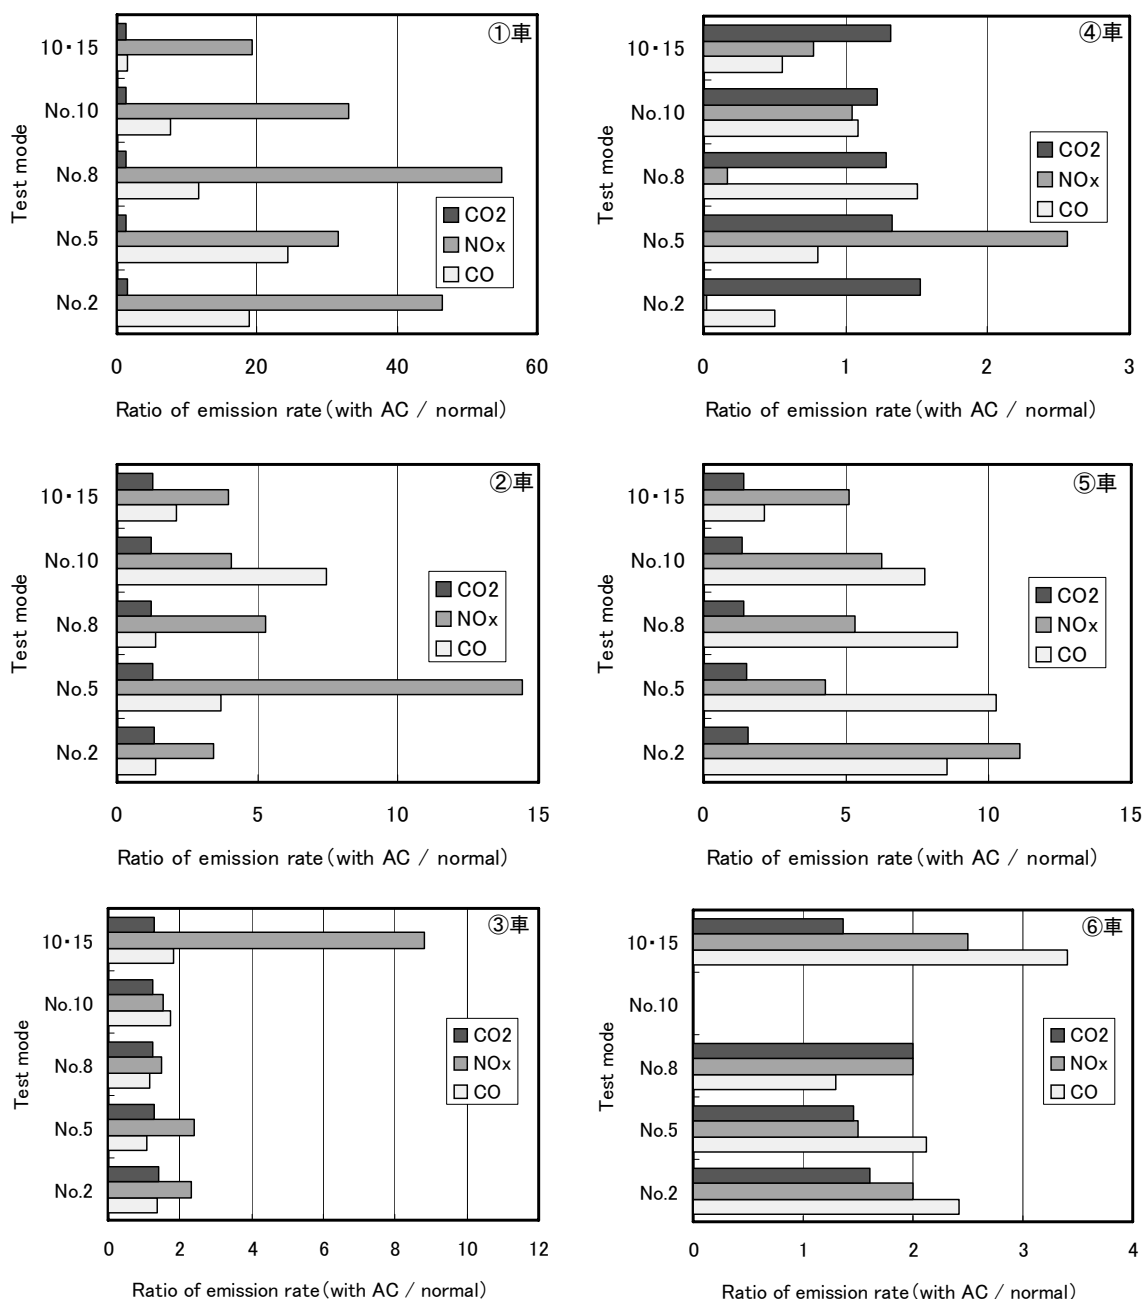 ①車
Test mode
10・15
No.10
No.8
No.5
No.2
CO2
NOx
CO
0 20 40 60
Ratio of emission rate(with AC / normal)
④車
Test mode
10・15
No.10
No.8
No.5
No.2
CO2
NOx
CO
0 1 2 3
Ratio of emission rate(with AC / normal)
②車
Test mode
10・15
No.10
No.8
No.5
No.2
CO2
NOx
CO
0 5 10 15
Ratio of emission rate(with AC / normal)
⑤車
Test mode
10・15
No.10
No.8
No.5
No.2
CO2
NOx
CO
0 5 10 15
Ratio of emission rate(with AC / normal)
③車
Test mode
10・15
No.10
No.8
No.5
No.2
CO2
NOx
CO
0 2 4 6 8 10 12
Ratio of emission rate(with AC / normal)
⑥車
Test mode
10・15
No.10
No.8
No.5
No.2
CO2
NOx
CO
0 1 2 3 4
Ratio of emission rate(with AC / normal)